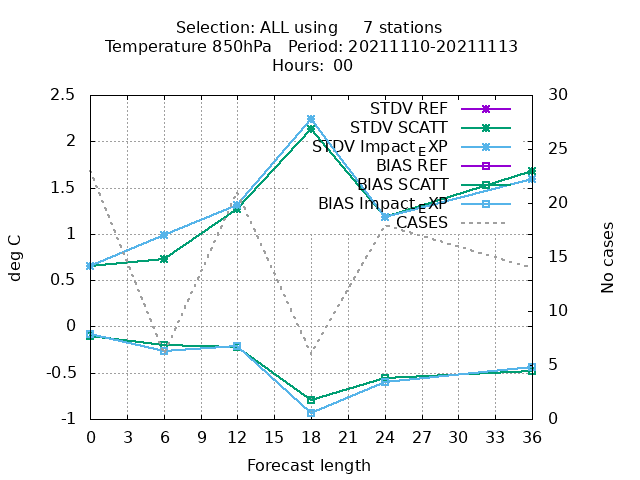 Selection: ALL using     7 stations
Temperature 850hPa   Period: 20211110-20211113
Hours:  00
2.5
2
1.5
1
0.5
0
-0.5
-1
30
25
20
15
10
5
0
STDV REF
STDV SCATT
STDV Impact_EXP
BIAS REF
BIAS SCATT
BIAS Impact_EXP
CASES
deg C
No cases
0 3 6 9 12 15 18 21 24 27 30 33 36
Forecast length